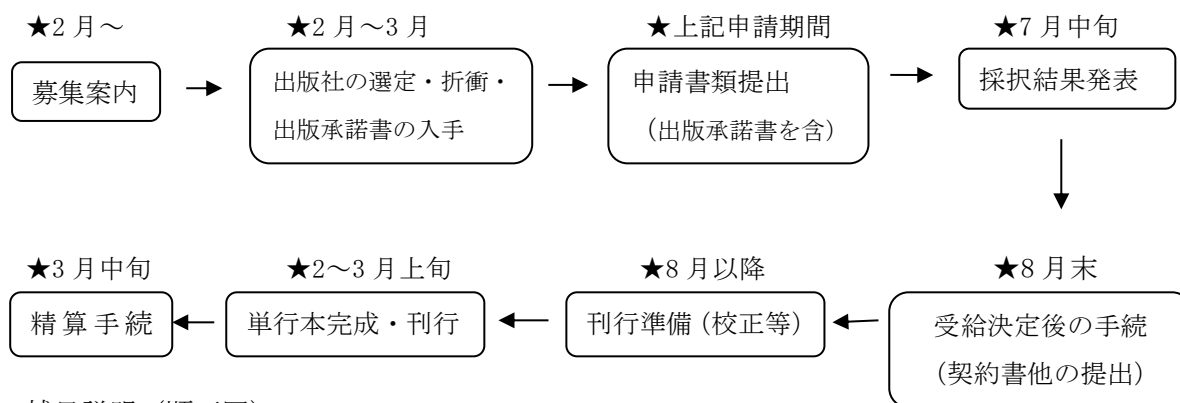 ★2月～
募集案内
★2月～3月
出版社の選定・折衝・
出版承諾書の入手
★上記申請期間
申請書類提出
（出版承諾書を含）
★7月中旬
採択結果発表
★8月末
受給決定後の手続
（契約書他の提出）
★8月以降
刊行準備（校正等）
★2～3月上旬
単行本完成・刊行
★3月中旬
精算手続